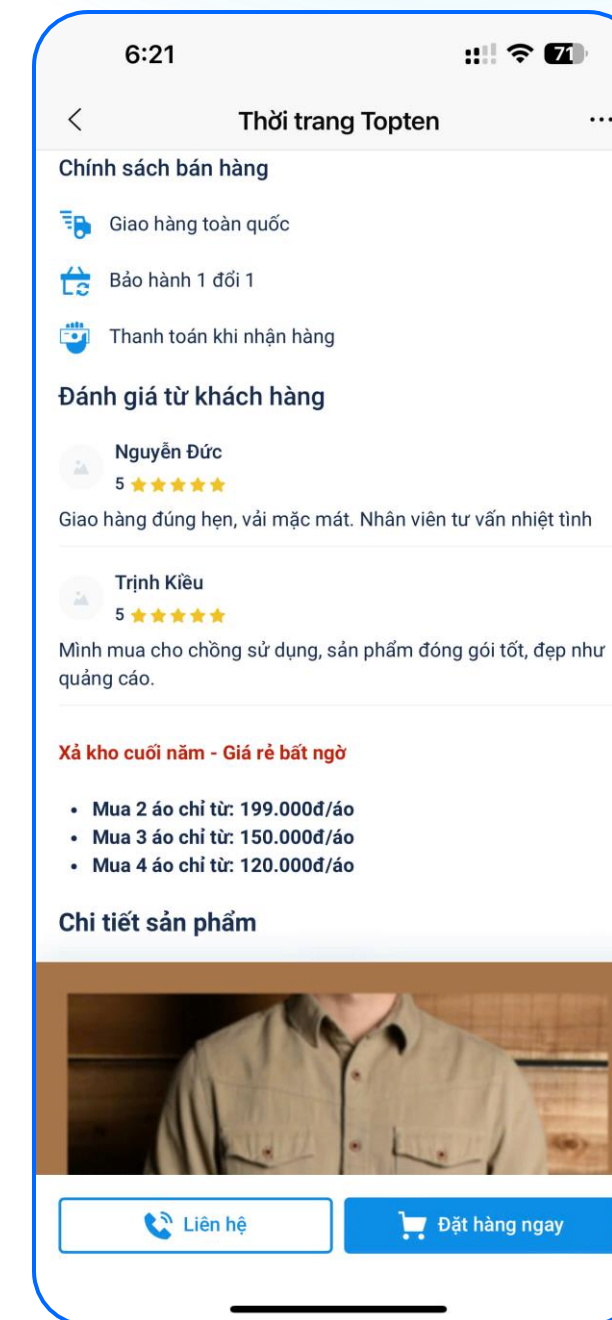 6:21
71
Thời trang Topten
Chính sách bán hàng
Giao hàng toàn quốc
Bảo hành 1 đổi 1
Thanh toán khi nhận hàng
Đánh giá từ khách hàng
Nguyễn Đức
5
Giao hàng đúng hẹn, vải mặc mát. Nhân viên tư vấn nhiệt tình
Trịnh Kiều
5
Mình mua cho chồng sử dụng, sản phẩm đóng gói tốt, đẹp như
quảng cáo.
Xả kho cuối năm - Giá rẻ bất ngờ
• Mua 2 áo chỉ từ: 199.000đ/áo
• Mua 3 áo chỉ từ: 150.000đ/áo
• Mua 4 áo chỉ từ: 120.000đ/áo
Chi tiết sản phẩm
Liên hệ
Đặt hàng ngay